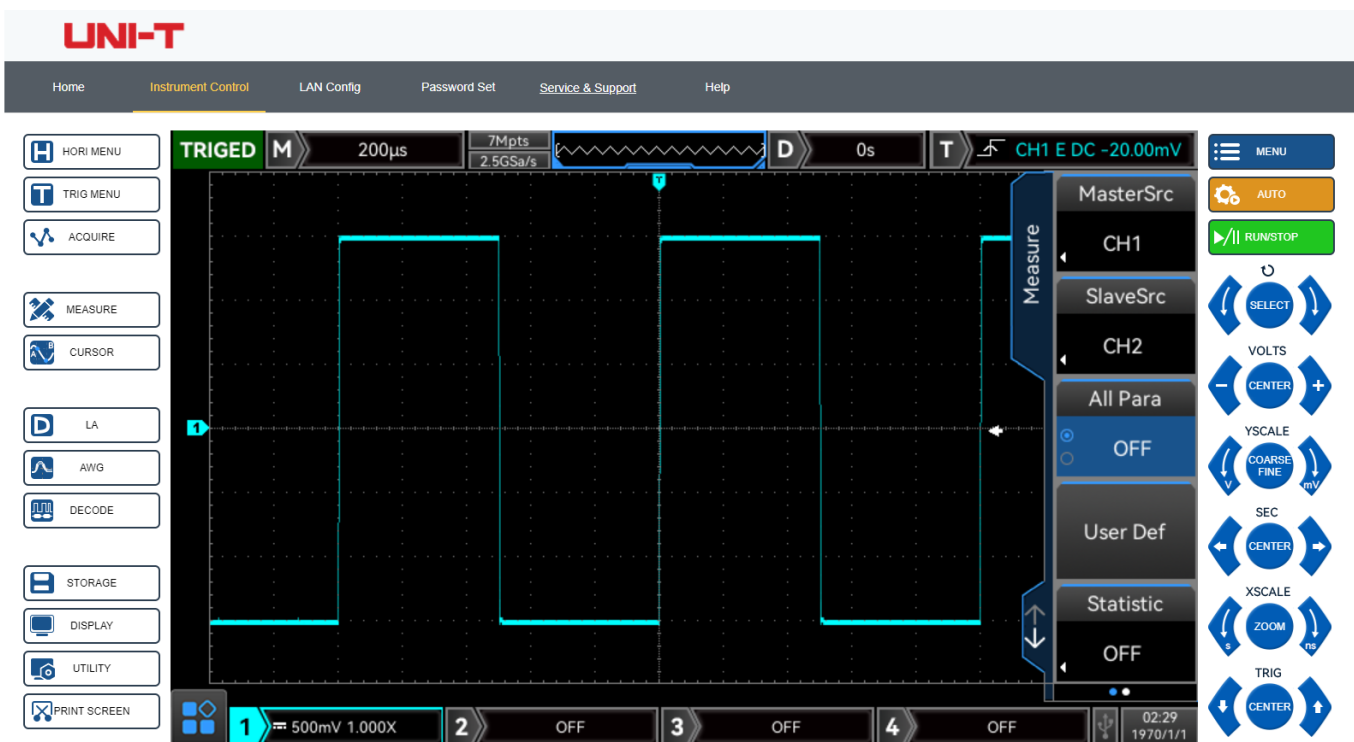 UNI-T
Home Instrument Control LAN Config Password Set Service & Support Help
HORI MENU
TRIG MENU
ACQUIRE
MEASURE
CURSOR
LA
AWG
DECODE
STORAGE
DISPLAY
UTILITY
PRINT SCREEN
TRIGED M 200μs 7Mpts 2.5GSa/s D 0s T CH1 E DC -20.00mV
T
1
Measure
MasterSrc
CH1
SlaveSrc
CH2
All Para
OFF
User Def
Statistic
OFF
1 500mV 1.000X 2 OFF 3 OFF 4 OFF 02:29
1970/1/1
MENU
AUTO
RUN/STOP
SELECT
VOLTS
- CENTER +
YSCALE
V COARSE FINE mV
SEC
CENTER
XSCALE
s ZOOM ns
TRIG
CENTER